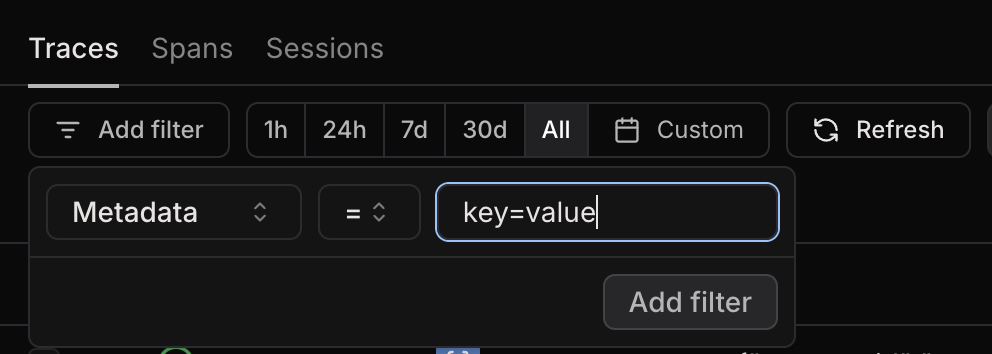 Traces Spans Sessions
Add filter 1h 24h 7d 30d All Custom Refresh
Metadata = key=value
Add filter